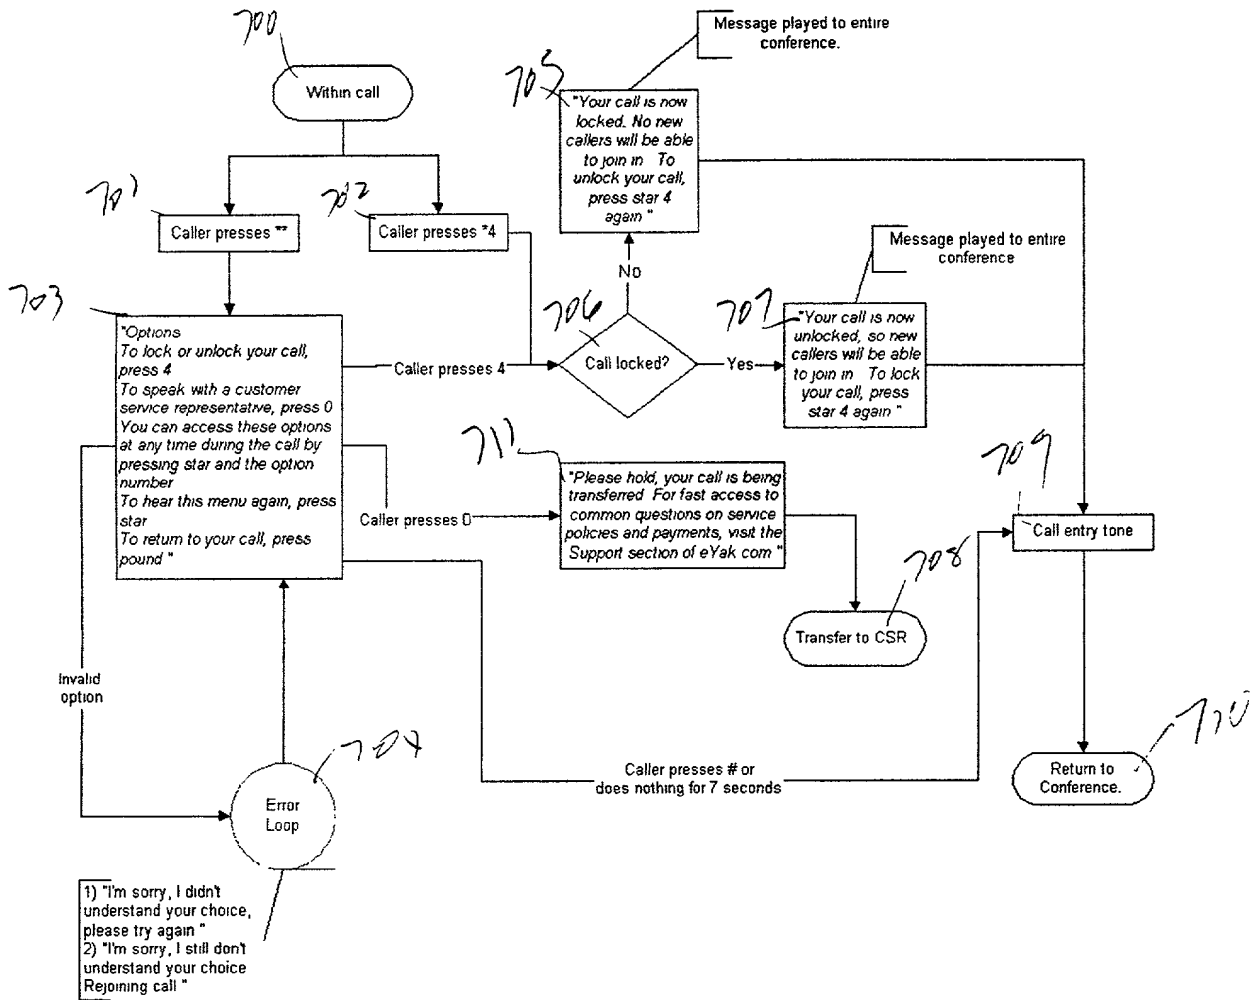 700
Within call
701
Caller presses **
702
Caller presses *4
703
"Options
To lock or unlock your call,
press 4
To speak with a customer
service representative, press 0
You can access these options
at any time during the call by
pressing star and the option
number
To hear this menu again, press
star
To return to your call, press
pound "
Invalid
option
704
Error
Loop
1) "I'm sorry, I didn't
understand your choice,
please try again "
2) "I'm sorry, I still don't
understand your choice
Rejoining call "
Caller presses 4
Caller presses 0
Caller presses # or
does nothing for 7 seconds
705
"Your call is now
locked. No new
callers will be able
to join in To
unlock your call,
press star 4
again "
Message played to entire
conference.
No
706
Call locked?
Yes
707
"Your call is now
unlocked, so new
callers will be able
to join in To lock
your call, press
star 4 again "
Message played to entire
conference
711
"Please hold, your call is being
transferred For fast access to
common questions on service
policies and payments, visit the
Support section of eYak com "
708
Transfer to CSR
709
Call entry tone
710
Return to
Conference.